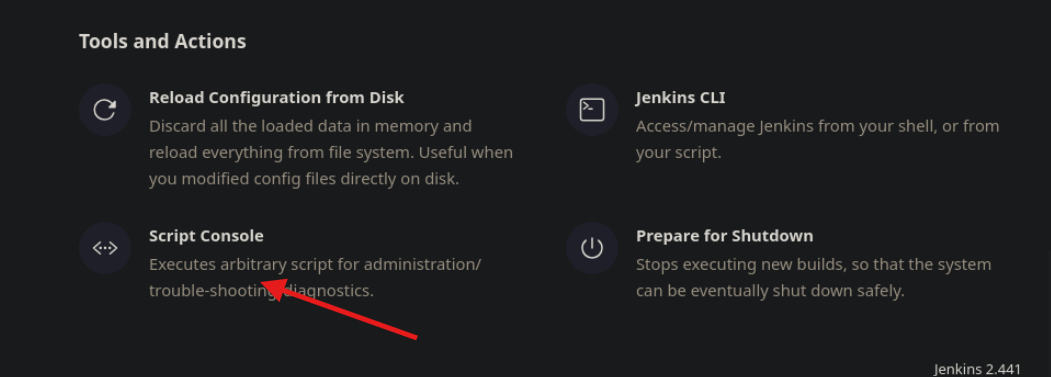 Tools and Actions
Reload Configuration from Disk
Discard all the loaded data in memory and
reload everything from file system. Useful when
you modified config files directly on disk.
Jenkins CLI
Access/manage Jenkins from your shell, or from
your script.
Script Console
Executes arbitrary script for administration/
trouble-shooting/diagnostics.
Prepare for Shutdown
Stops executing new builds, so that the system
can be eventually shut down safely.
Jenkins 2.441